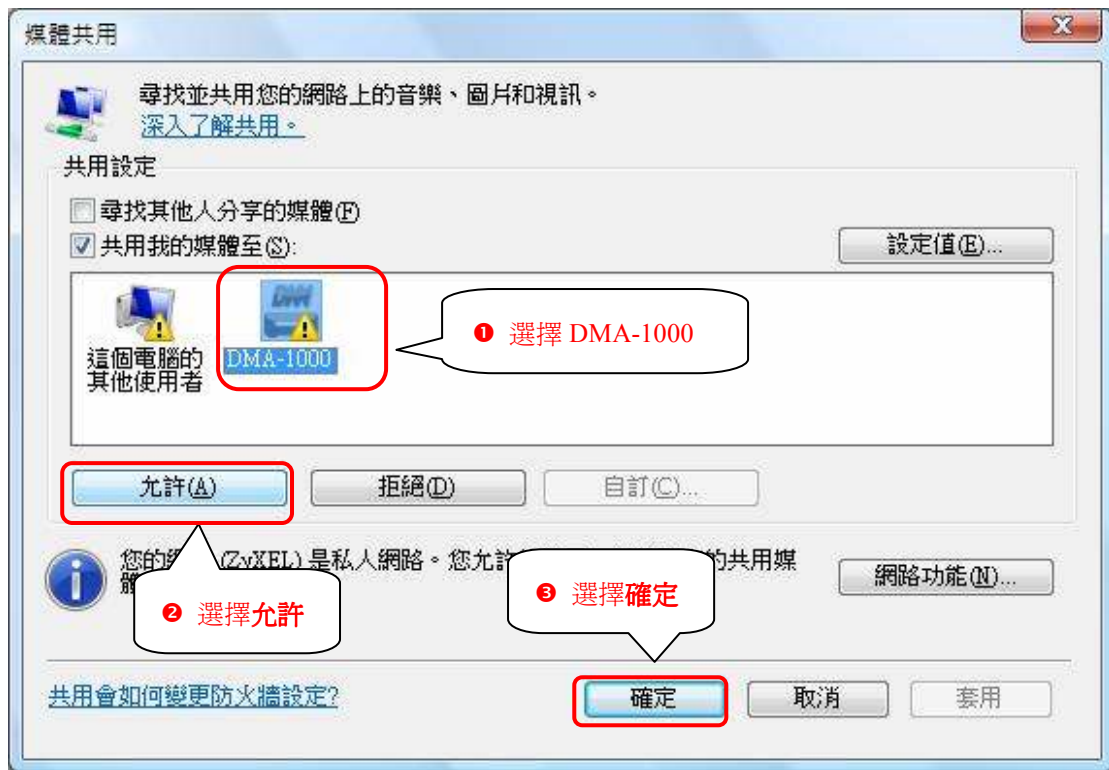 媒體共用
尋找並共用您的網路上的音樂、圖片和視訊。
深入了解共用。
共用設定
尋找其他人分享的媒體(F)
共用我的媒體至(S):
設定值(E)...
這個電腦的
其他使用者
DMA-1000
❶ 選擇 DMA-1000
允許(A)
拒絕(D)
自訂(C)...
您的 (ZyXEL) 是私人網路。您允 的共用媒
體
網路功能(N)...
❷ 選擇允許
❸ 選擇確定
共用會如何變更防火牆設定?
確定
取消
套用